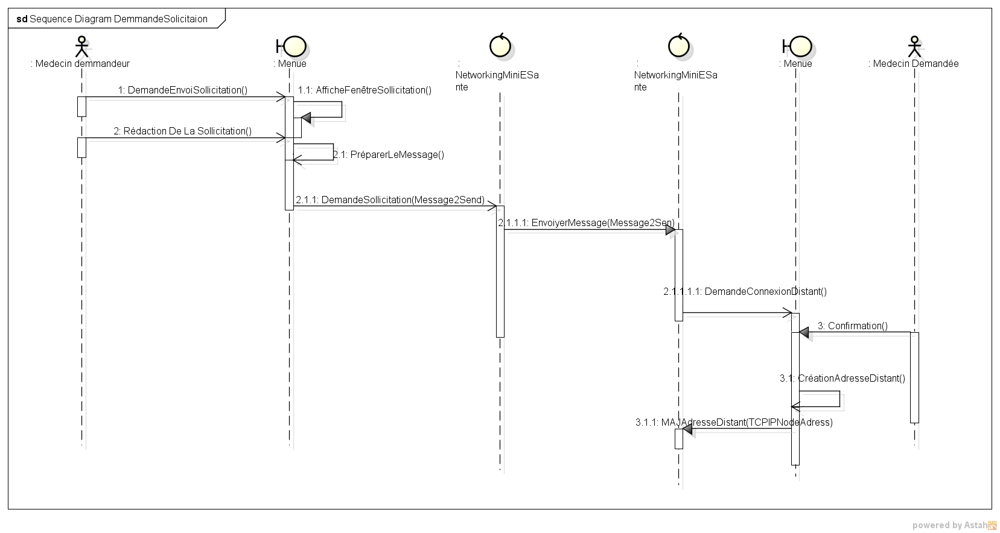 sd Sequence Diagram DemmandeSolicitaion
: Medecin demmandeur
: Menue
:
NetworkingMiniESa
nte
:
NetworkingMiniESa
nte
: Menue
: Medecin Demandée
1: DemandeEnvoiSollicitation()
1.1: AfficheFenêtreSollicitation()
2: Rédaction De La Sollicitation()
2.1: PréparerLeMessage()
2.1.1: DemandeSollicitation(Message2Send)
2.1.1.1: EnvoiyerMessage(Message2Sen)
2.1.1.1.1: DemandeConnexionDistant()
3: Confirmation()
3.1: CréationAdresseDistant()
3.1.1: MAJAdresseDistant(TCPIPNodeAdress)
powered by Astah